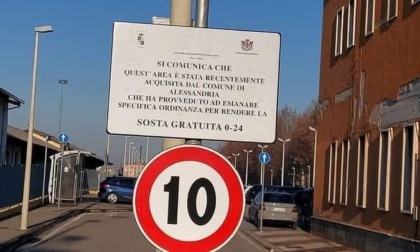 SI COMUNICA CHE
QUEST' AREA È STATA RECENTEMENTE
ACQUISITA DAL COMUNE DI
ALESSANDRIA
CHE HA PROVVEDUTO AD EMANARE
SPECIFICA ORDINANZA PER RENDERE LA
SOSTA GRATUITA 0-24
10